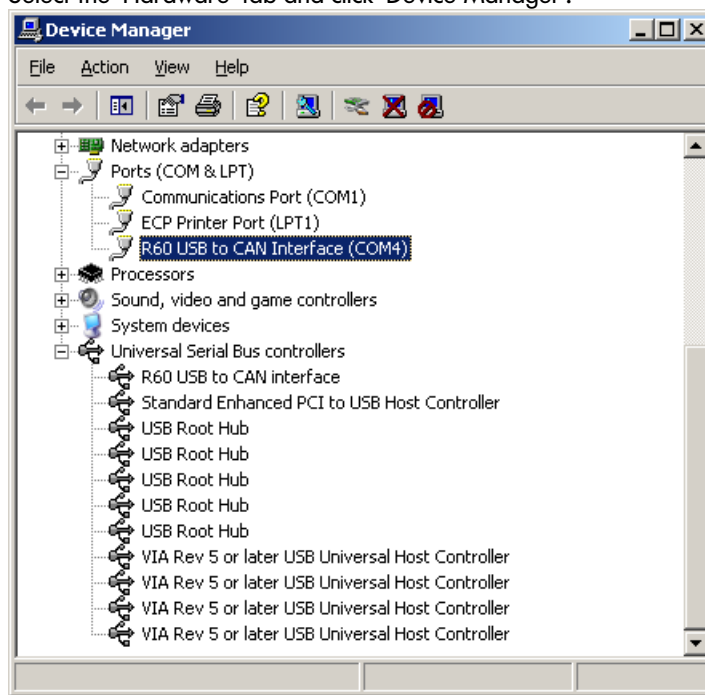 Select the 'Hardware' tab and click 'Device Manager'.
Device Manager
File Action View Help
Network adapters
Ports (COM & LPT)
Communications Port (COM1)
ECP Printer Port (LPT1)
R60 USB to CAN Interface (COM4)
Processors
Sound, video and game controllers
System devices
Universal Serial Bus controllers
R60 USB to CAN interface
Standard Enhanced PCI to USB Host Controller
USB Root Hub
USB Root Hub
USB Root Hub
USB Root Hub
USB Root Hub
VIA Rev 5 or later USB Universal Host Controller
VIA Rev 5 or later USB Universal Host Controller
VIA Rev 5 or later USB Universal Host Controller
VIA Rev 5 or later USB Universal Host Controller